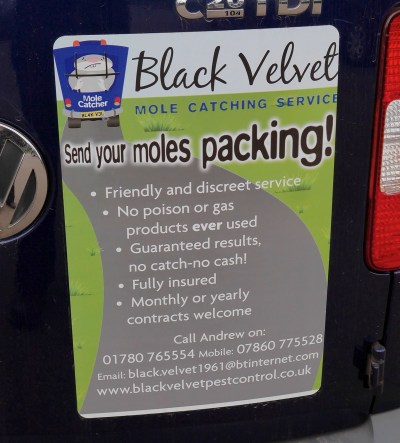 C20 TDI
104
Black Velvet
MOLE CATCHING SERVICE
Mole
Catcher
Send your moles packing!
• Friendly and discreet service
• No poison or gas
products ever used
• Guaranteed results,
no catch-no cash!
• Fully insured
• Monthly or yearly
contracts welcome
Call Andrew on:
01780 765554 Mobile: 07860 775528
Email: black.velvet1961@btinternet.com
www.blackvelvetpestcontrol.co.uk